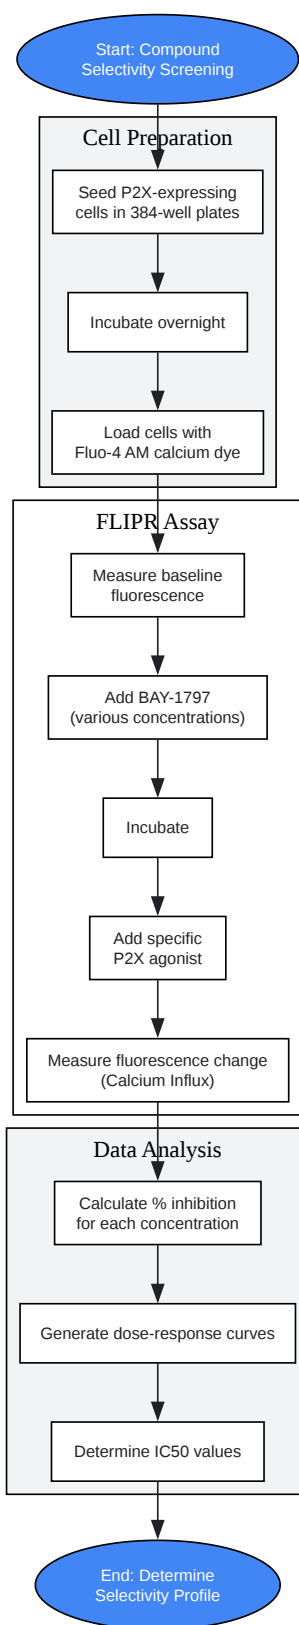 Start: Compound
Selectivity Screening
Cell Preparation
Seed P2X-expressing
cells in 384-well plates
Incubate overnight
Load cells with
Fluo-4 AM calcium dye
FLIPR Assay
Measure baseline
fluorescence
Add BAY-1797
(various concentrations)
Incubate
Add specific
P2X agonist
Measure fluorescence change
(Calcium Influx)
Data Analysis
Calculate % inhibition
for each concentration
Generate dose-response curves
Determine IC50 values
End: Determine
Selectivity Profile